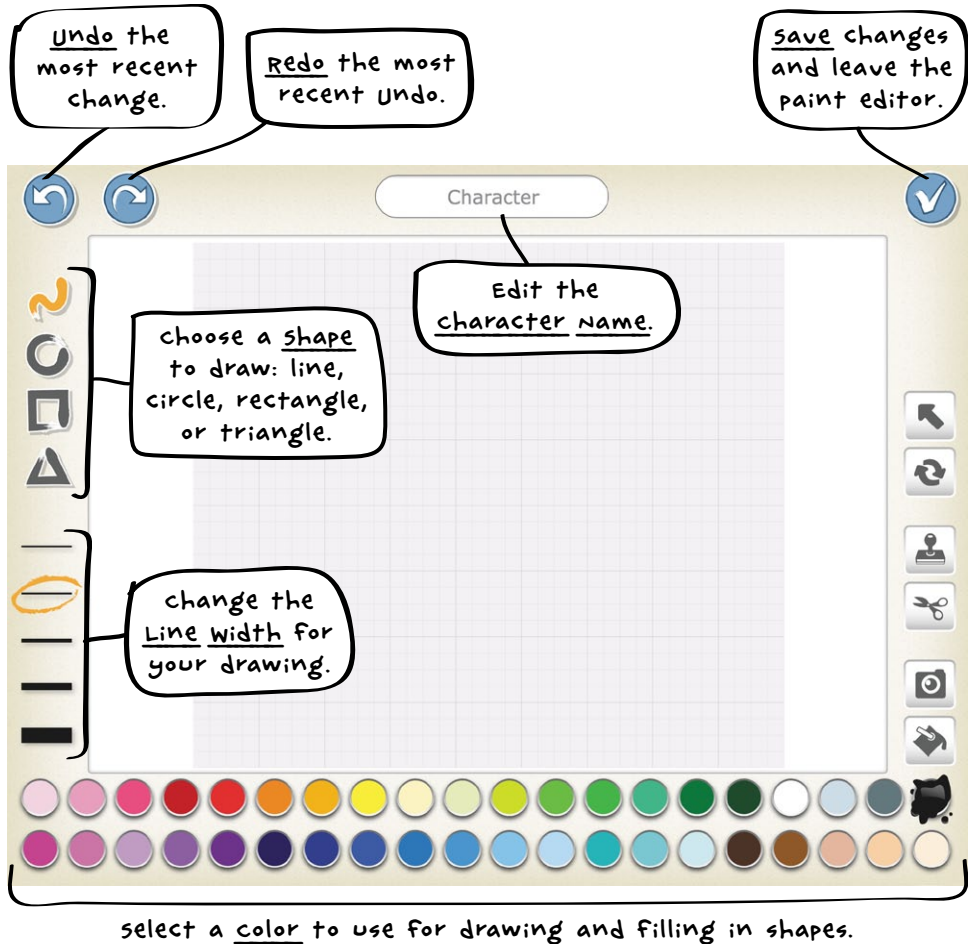 Undo the
most recent
change.
Redo the most
recent Undo.
Save changes
and leave the
paint editor.
Character
Edit the
Character Name.
Choose a Shape
to draw: line,
circle, rectangle,
or triangle.
Change the
Line Width for
your drawing.
Select a color to use for drawing and filling in shapes.